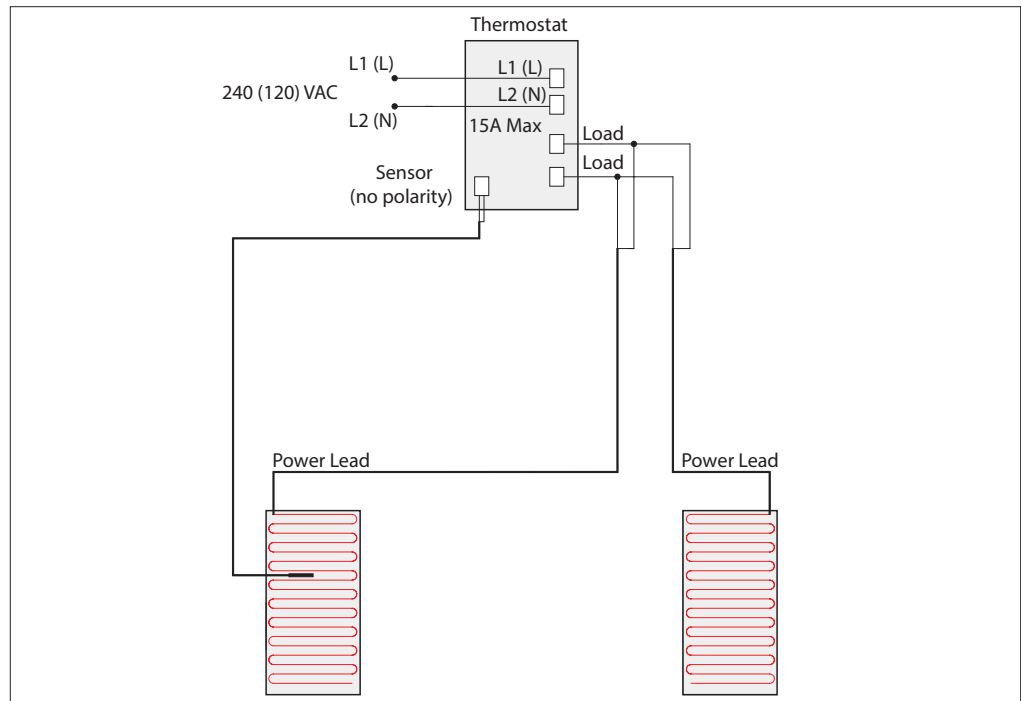 Thermostat
L1 (L)
L1 (L)
240 (120) VAC
L2 (N)
L2 (N)
15A Max
Load
Load
Sensor
(no polarity)
Power Lead
Power Lead